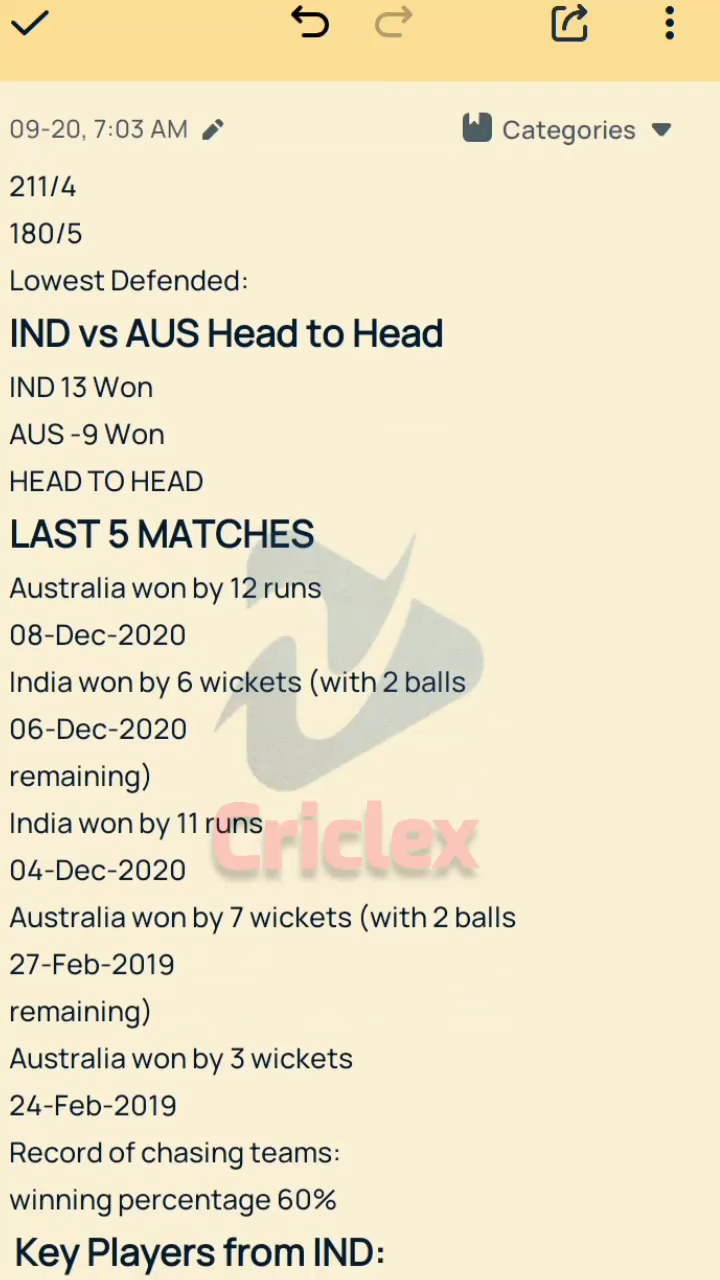 09-20, 7:03 AM Categories
211/4
180/5
Lowest Defended:
IND vs AUS Head to Head
IND 13 Won
AUS -9 Won
HEAD TO HEAD
LAST 5 MATCHES
Australia won by 12 runs
08-Dec-2020
India won by 6 wickets (with 2 balls
06-Dec-2020
remaining)
India won by 11 runs
Criclex
04-Dec-2020
Australia won by 7 wickets (with 2 balls
27-Feb-2019
remaining)
Australia won by 3 wickets
24-Feb-2019
Record of chasing teams:
winning percentage 60%
Key Players from IND: